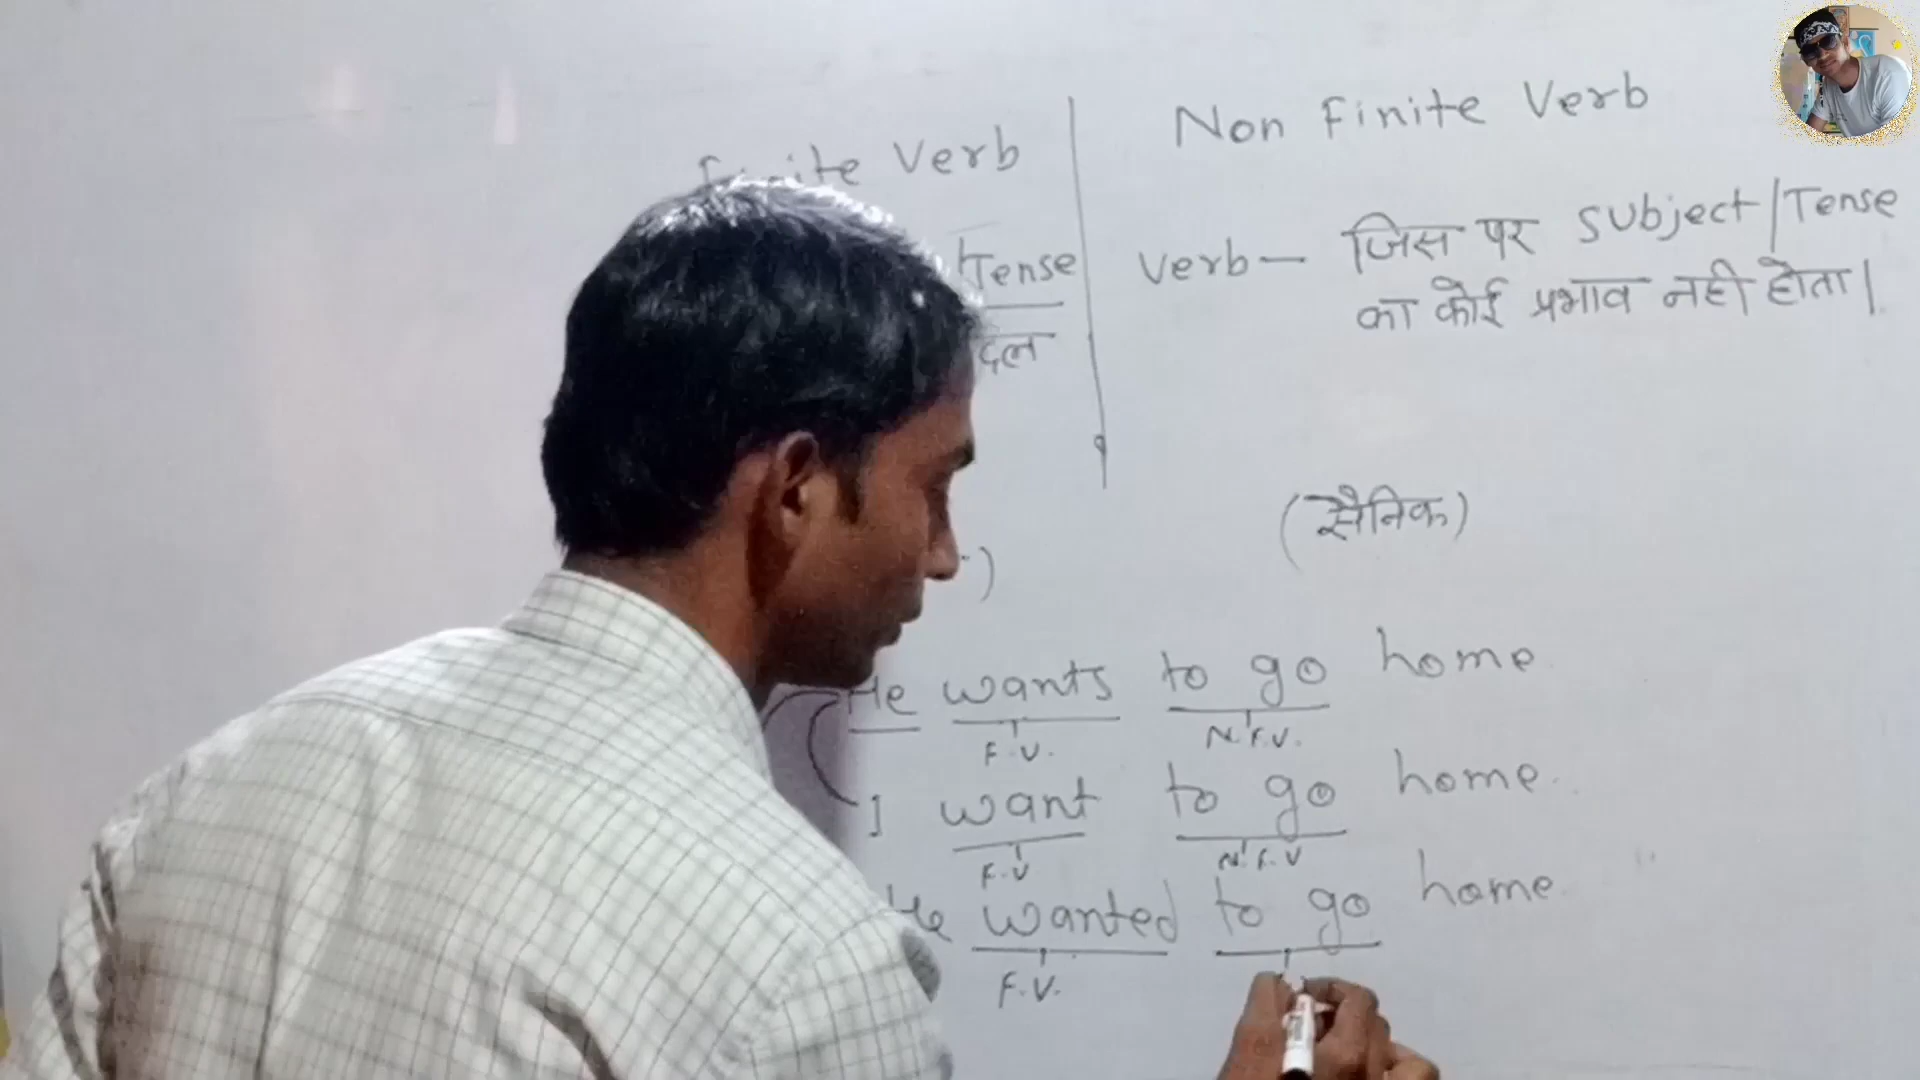 Finite Verb
Non Finite Verb
Tense
Verb— जिस पर Subject/Tense
का कोई प्रभाव नही होता।
(सैनिक)
He wants to go home
F.V. N.F.V.
I want to go home.
F.V N.F.V
He wanted to go home.
F.V.